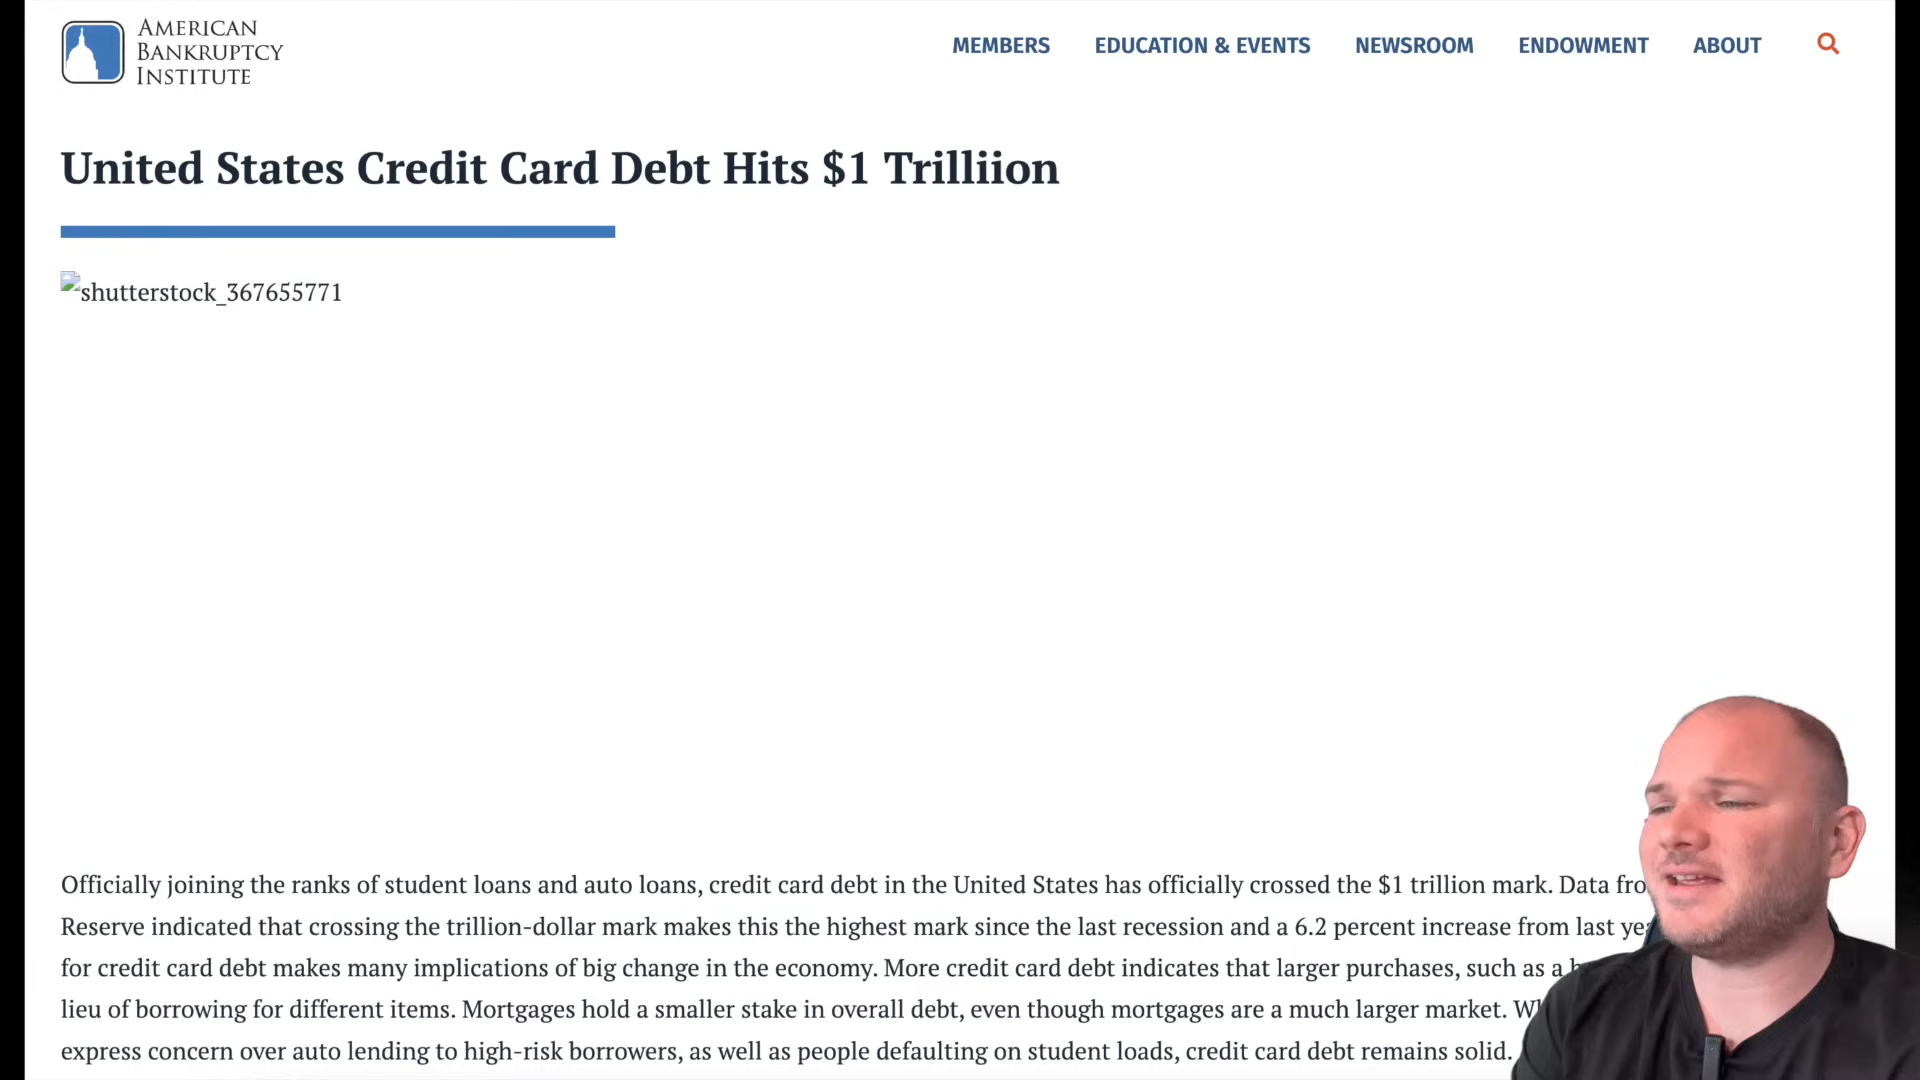 AMERICAN
BANKRUPTCY
INSTITUTE
MEMBERS EDUCATION & EVENTS NEWSROOM ENDOWMENT ABOUT
United States Credit Card Debt Hits $1 Trilliion
shutterstock_367655771
Officially joining the ranks of student loans and auto loans, credit card debt in the United States has officially crossed the $1 trillion mark. Data
Reserve indicated that crossing the trillion-dollar mark makes this the highest mark since the last recession and a 6.2 percent increase from last
for credit card debt makes many implications of big change in the economy. More credit card debt indicates that larger purchases, such as a
lieu of borrowing for different items. Mortgages hold a smaller stake in overall debt, even though mortgages are a much larger market.
express concern over auto lending to high-risk borrowers, as well as people defaulting on student loads, credit card debt remains solid.